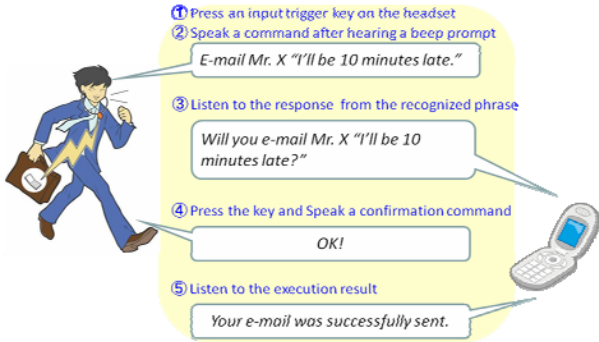 ① Press an input trigger key on the headset
② Speak a command after hearing a beep prompt
E-mail Mr. X “I’ll be 10 minutes late.”
③ Listen to the response from the recognized phrase
Will you e-mail Mr. X “I’ll be 10
minutes late?”
④ Press the key and Speak a confirmation command
OK!
⑤ Listen to the execution result
Your e-mail was successfully sent.